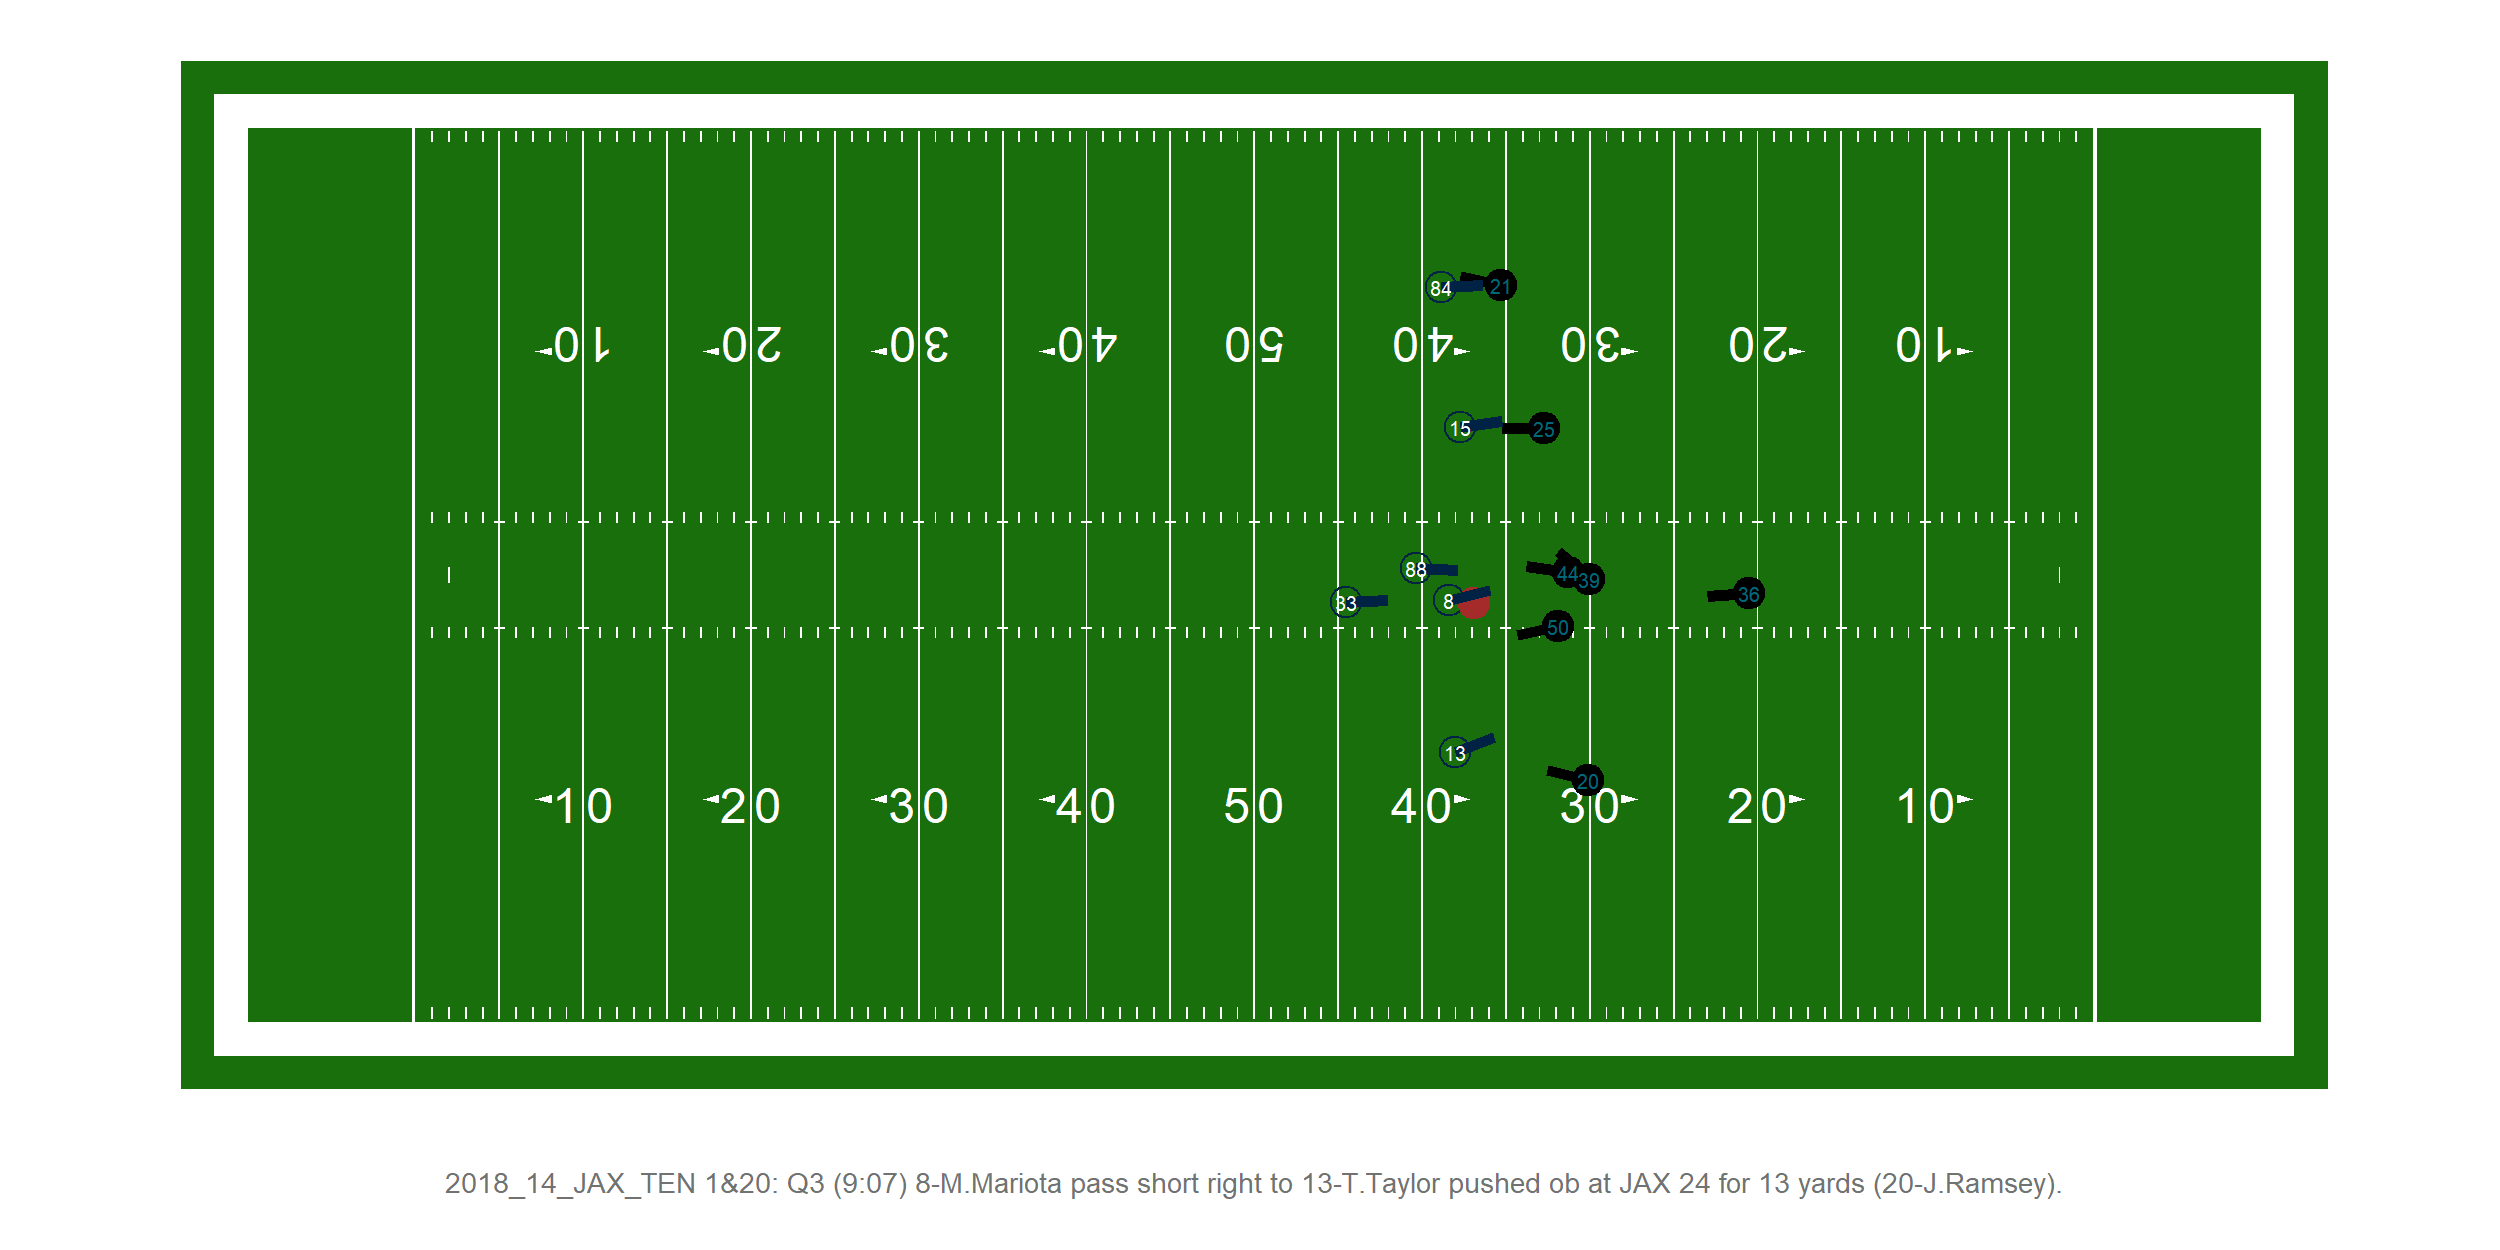 84 21
10 20 30 40 50 40 30 20 10
15 25
88 44 39
33 8 36
50
13
20
10 20 30 40 50 40 30 20 10
2018_14_JAX_TEN 1&20: Q3 (9:07) 8-M.Mariota pass short right to 13-T.Taylor pushed ob at JAX 24 for 13 yards (20-J.Ramsey).